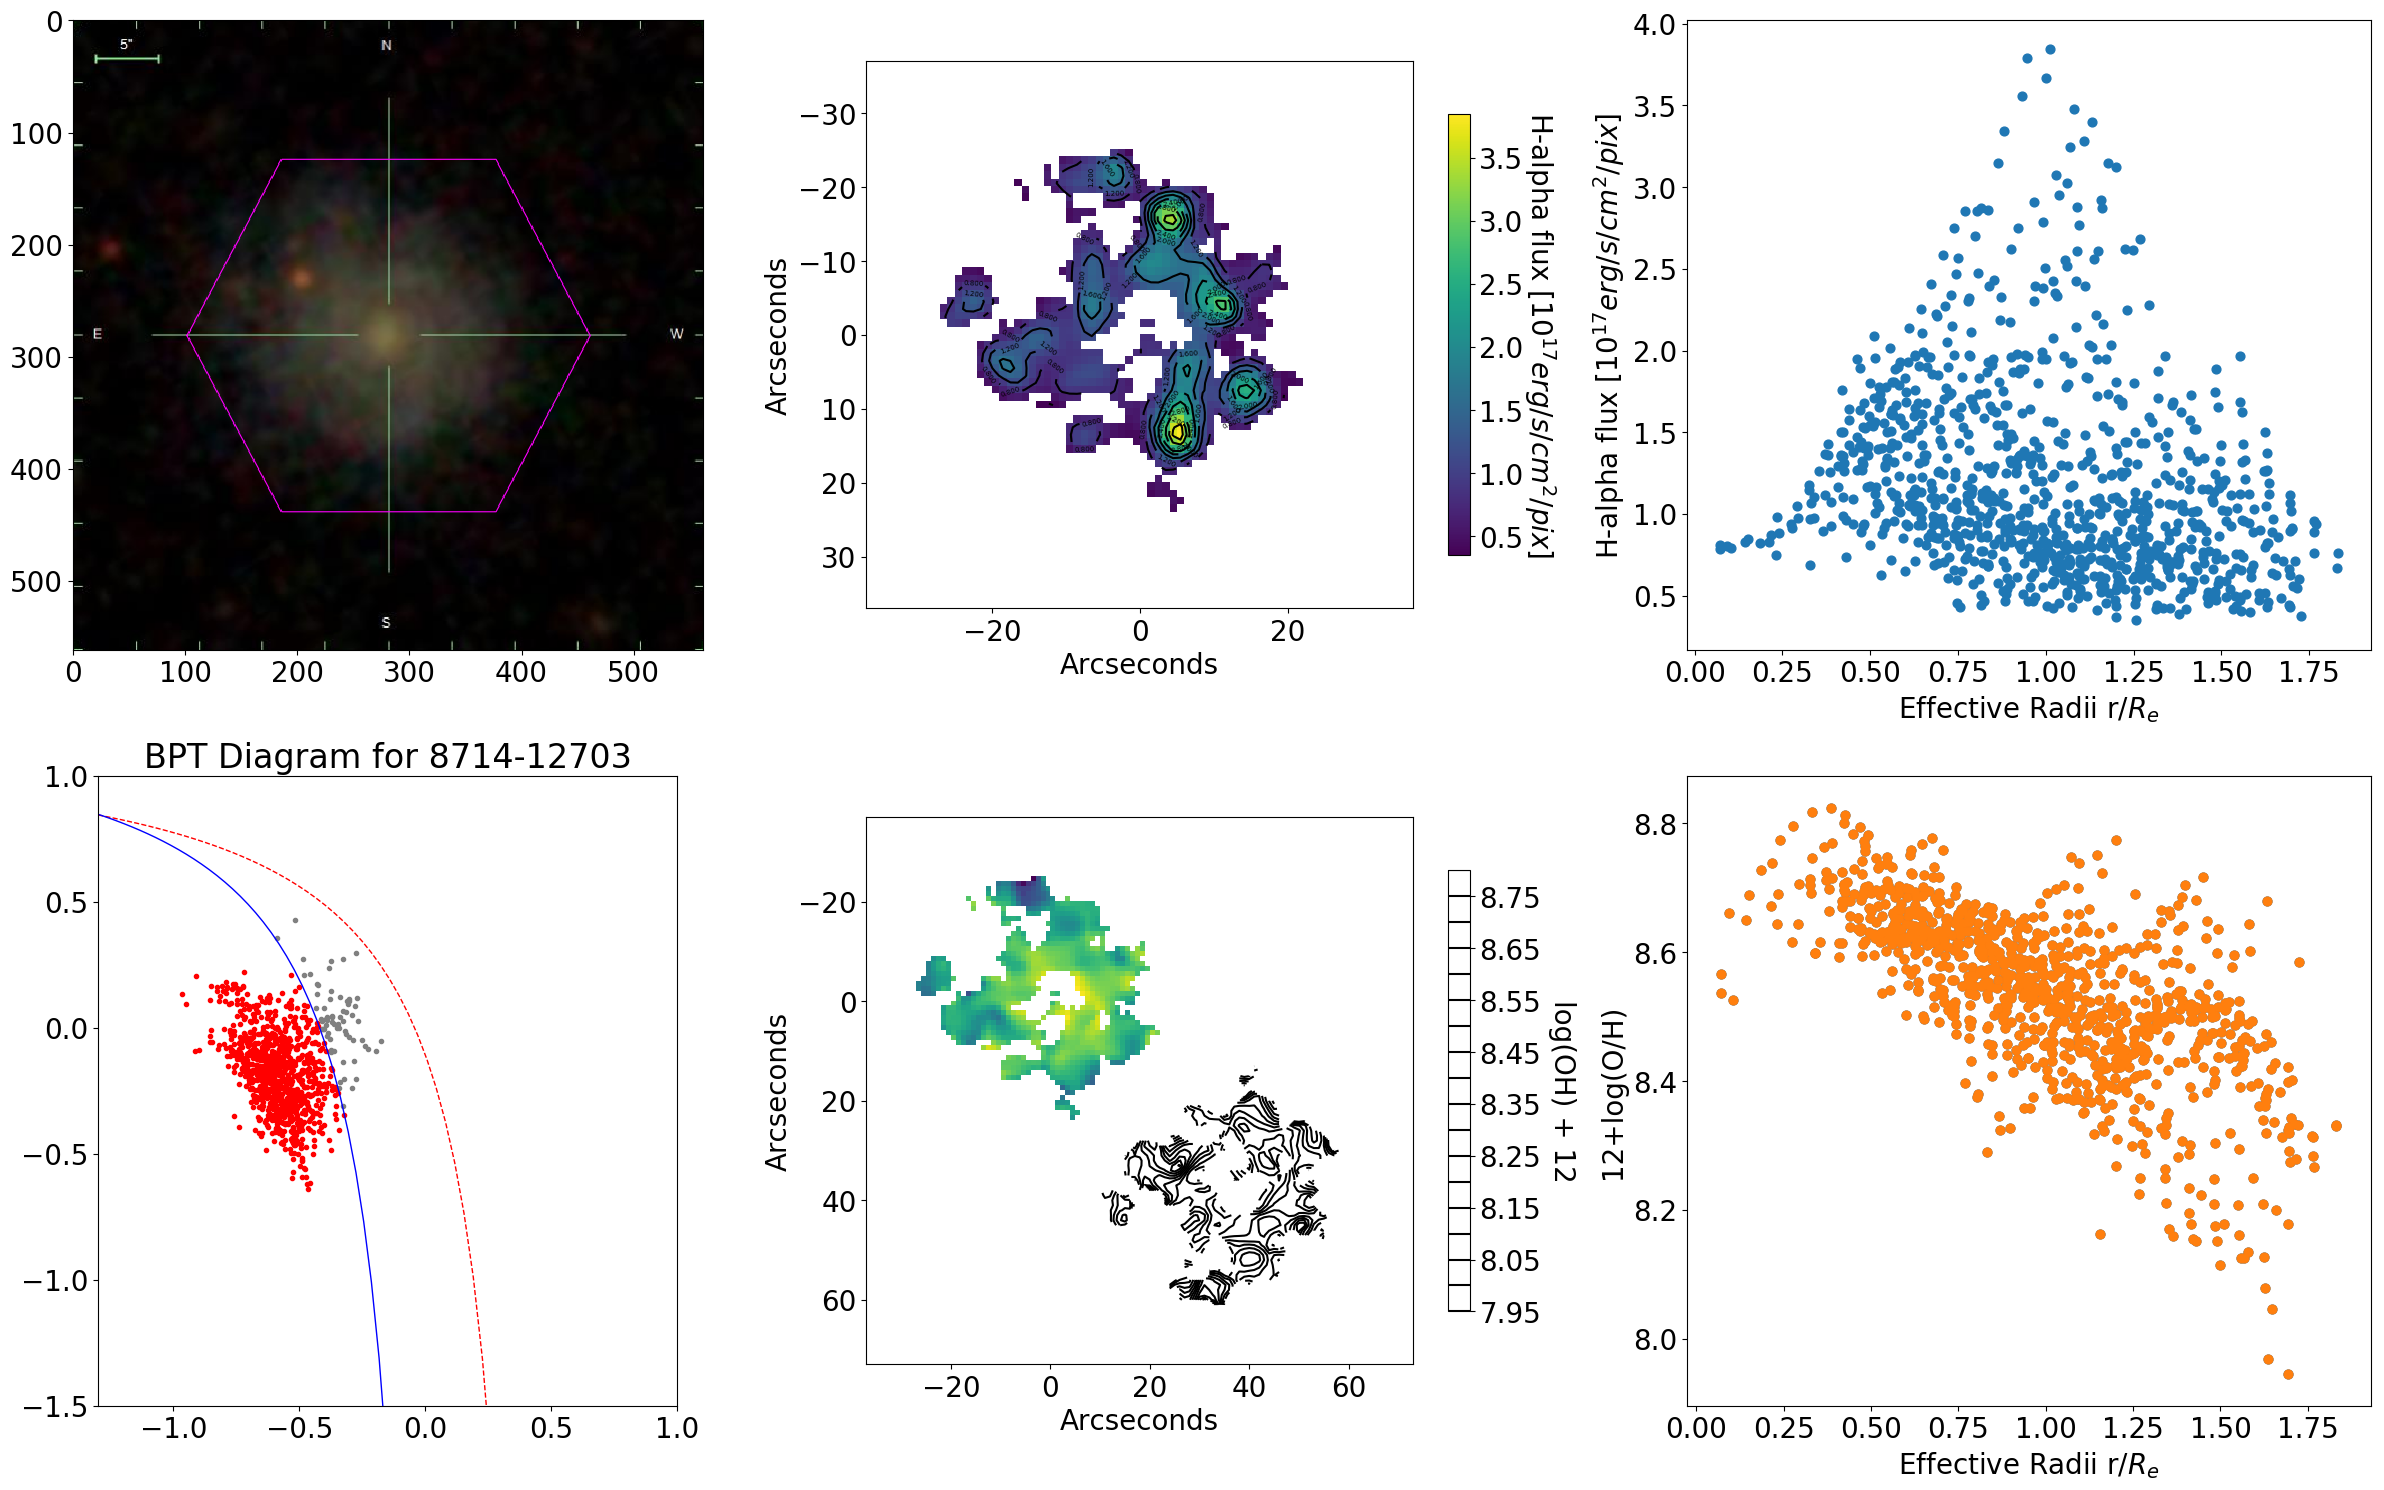 0
100
200
300
400
500
0 100 200 300 400 500
5"
N
E
W
S
−30
−20
−10
0
10
20
30
−20 0 20
Arcseconds
Arcseconds
3.5
3.0
2.5
2.0
1.5
1.0
0.5
H-alpha flux [10^17 erg/s/cm^2/pix]
H-alpha flux [10^17 erg/s/cm^2/pix]
4.0
3.5
3.0
2.5
2.0
1.5
1.0
0.5
0.00 0.25 0.50 0.75 1.00 1.25 1.50 1.75
Effective Radii r/R_e
BPT Diagram for 8714-12703
1.0
0.5
0.0
−0.5
−1.0
−1.5
−1.0 −0.5 0.0 0.5 1.0
−20
0
20
40
60
−20 0 20 40 60
Arcseconds
Arcseconds
8.75
8.65
8.55
8.45
8.35
8.25
8.15
8.05
7.95
log(OH) + 12
12+log(O/H)
8.8
8.6
8.4
8.2
8.0
0.00 0.25 0.50 0.75 1.00 1.25 1.50 1.75
Effective Radii r/R_e